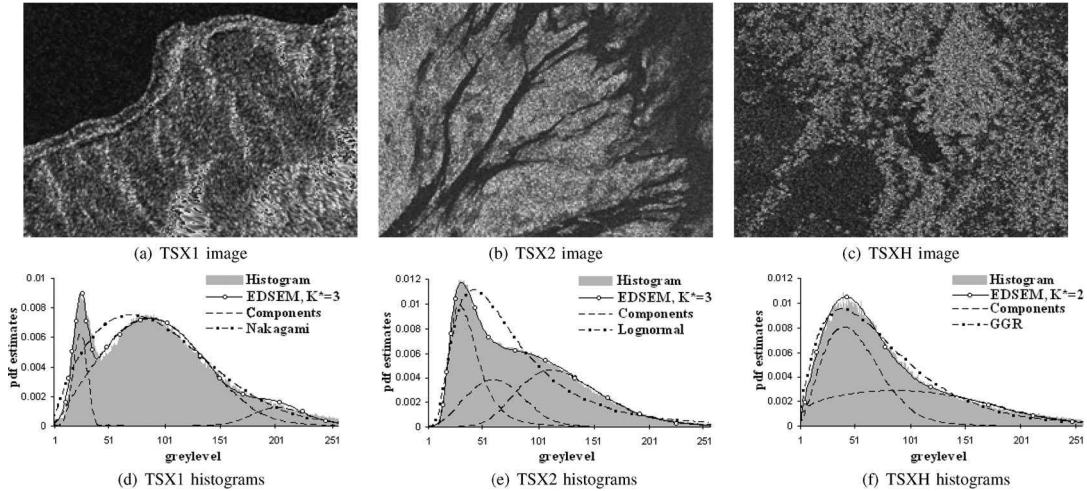 (a) TSX1 image
(b) TSX2 image
(c) TSXH image
0.01
0.008
0.006
0.004
0.002
0
pdf estimates
Histogram
EDSEM, K*=3
Components
Nakagami
1 51 101 151 201 251
greylevel
(d) TSX1 histograms
0.012
0.01
0.008
0.006
0.004
0.002
0
pdf estimates
Histogram
EDSEM, K*=3
Components
Lognormal
1 51 101 151 201 251
greylevel
(e) TSX2 histograms
0.012
0.01
0.008
0.006
0.004
0.002
0
pdf estimates
Histogram
EDSEM, K*=2
Components
GGR
1 51 101 151 201 251
greylevel
(f) TSXH histograms